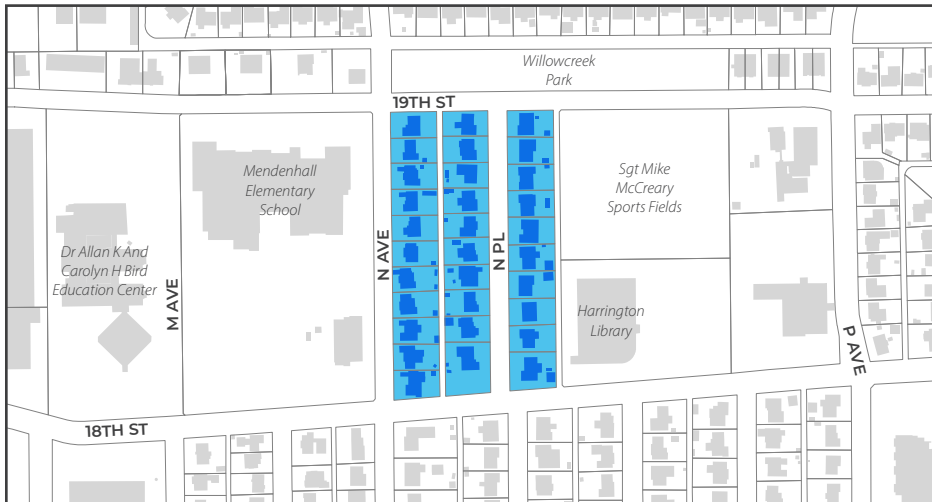 Willowcreek
Park
19TH ST
Mendenhall
Elementary
School
Sgt Mike
McCreary
Sports Fields
Dr Allan K And
Carolyn H Bird
Education Center
M AVE
N AVE
N PL
Harrington
Library
P AVE
18TH ST